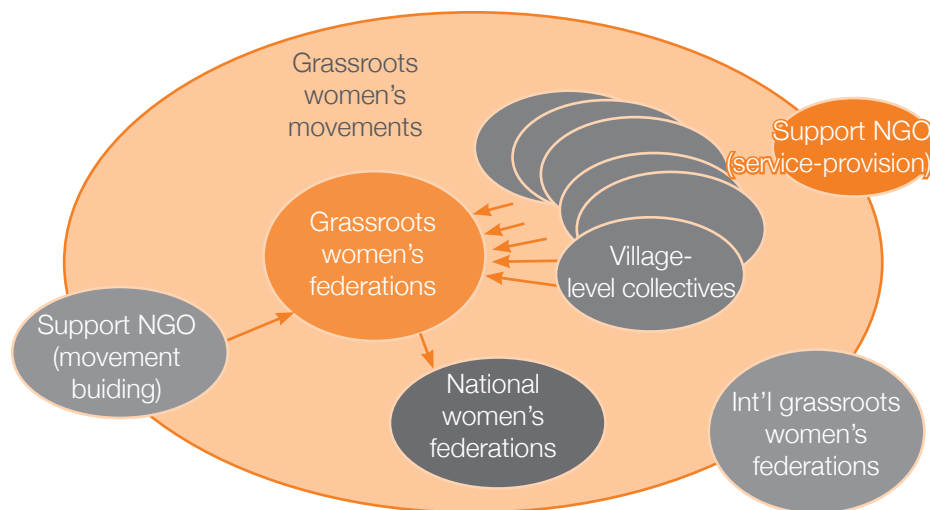 Grassroots
women's
movements
Support NGO
(service-provision)
Grassroots
women's
federations
Village-
level collectives
Support NGO
(movement
buiding)
National
women's
federations
Int'l grassroots
women's
federations